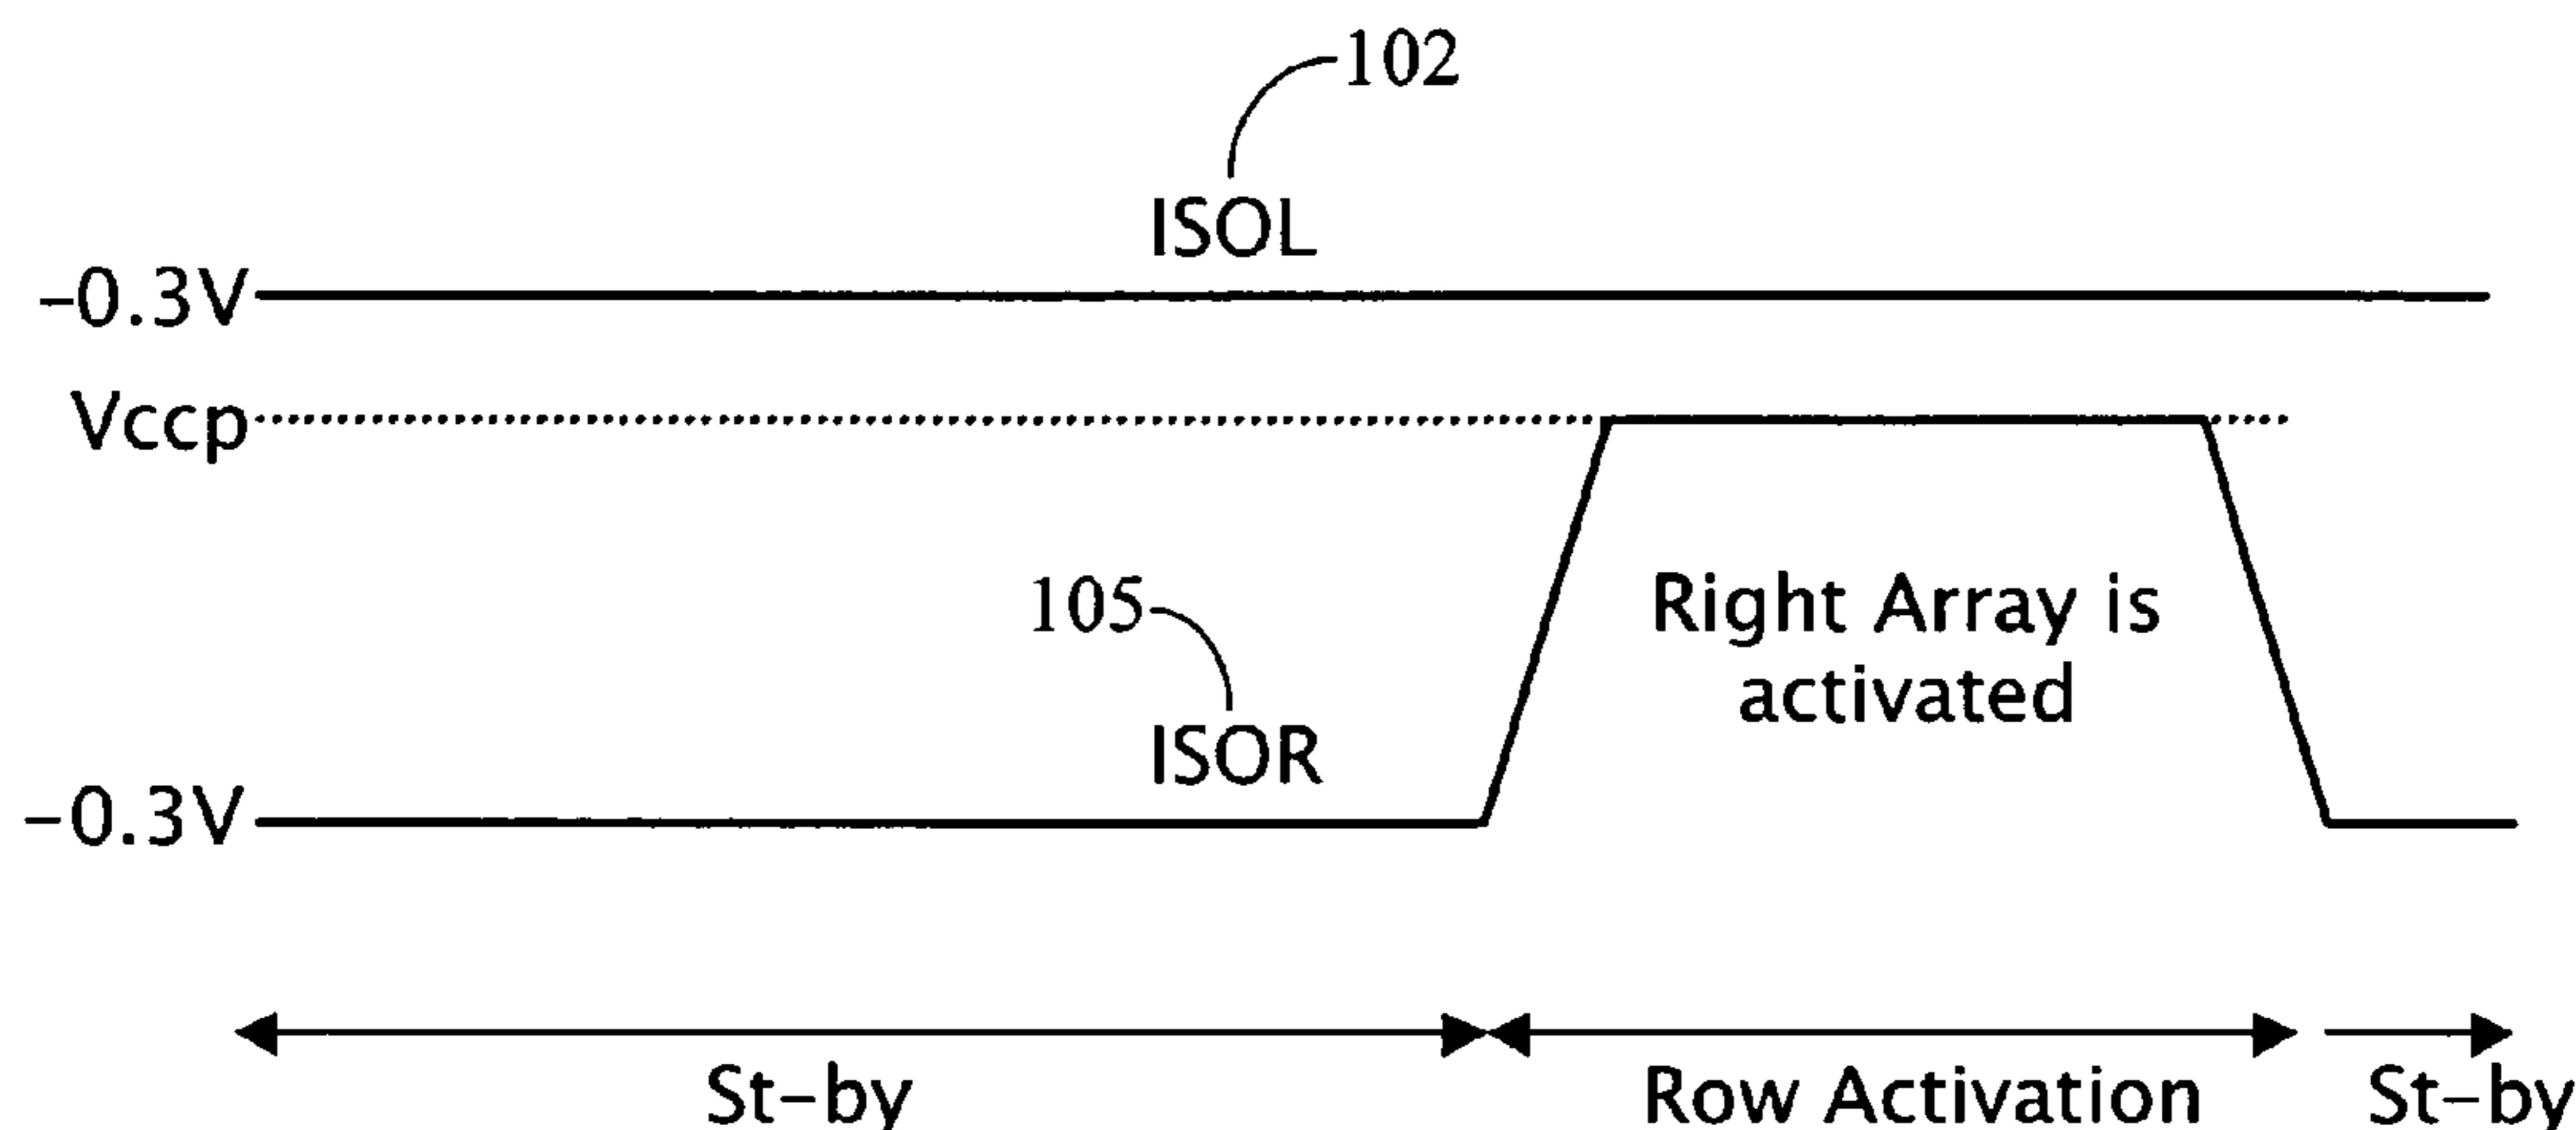 102
ISOL
-0.3V
Vccp
105
Right Array is
activated
ISOR
-0.3V
St-by
Row Activation
St-by